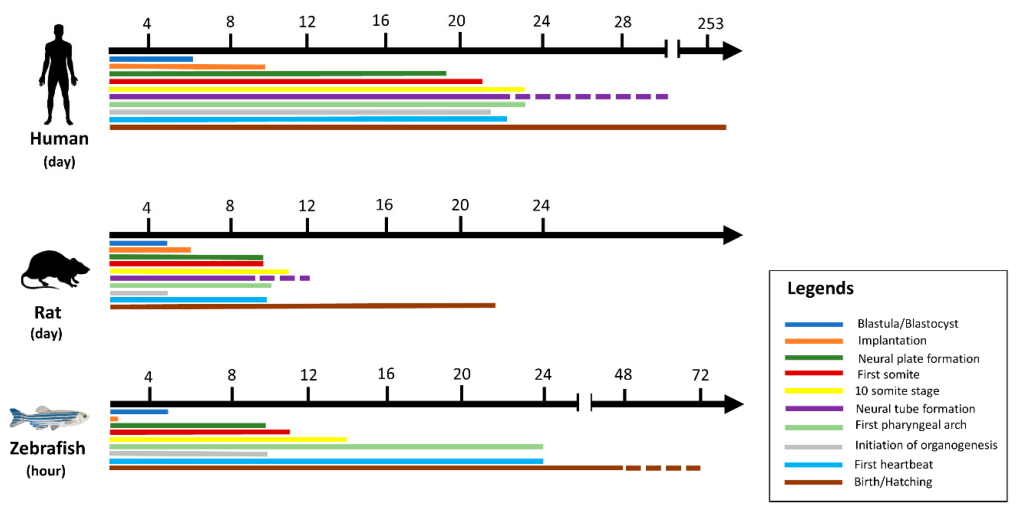 4 8 12 16 20 24 28 253
Human
(day)
4 8 12 16 20 24
Rat
(day)
Legends
Blastula/Blastocyst
Implantation
Neural plate formation
First somite
10 somite stage
Neural tube formation
First pharyngeal arch
Initiation of organogenesis
First heartbeat
Birth/Hatching
4 8 12 16 20 24 48 72
Zebrafish
(hour)